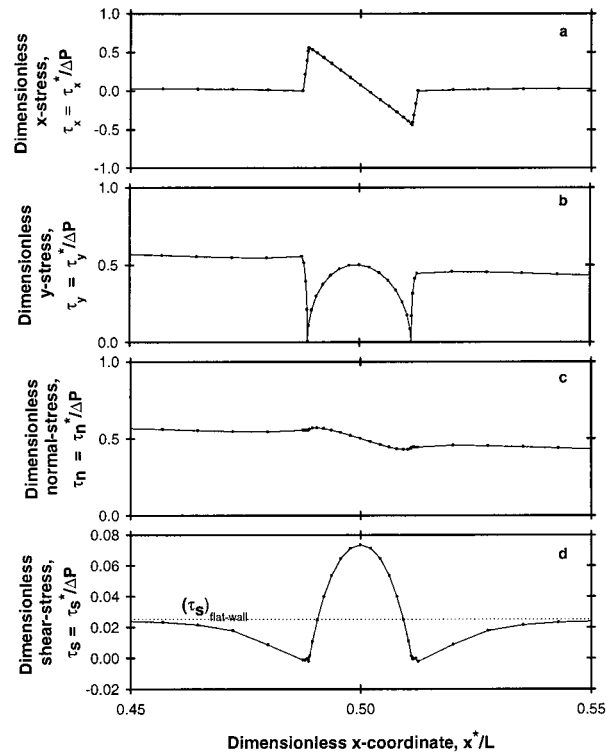 Dimensionless
x-stress,
τx = τx*/ΔP
1.0
0.5
0.0
-0.5
-1.0
a
Dimensionless
y-stress,
τy = τy*/ΔP
1.0
0.5
0.0
b
Dimensionless
normal-stress,
τn = τn*/ΔP
1.0
0.5
0.0
c
Dimensionless
shear-stress,
τs = τs*/ΔP
0.08
0.06
0.04
0.02
0.00
-0.02
d
(τs)flat-wall
0.45
0.50
0.55
Dimensionless x-coordinate, x*/L